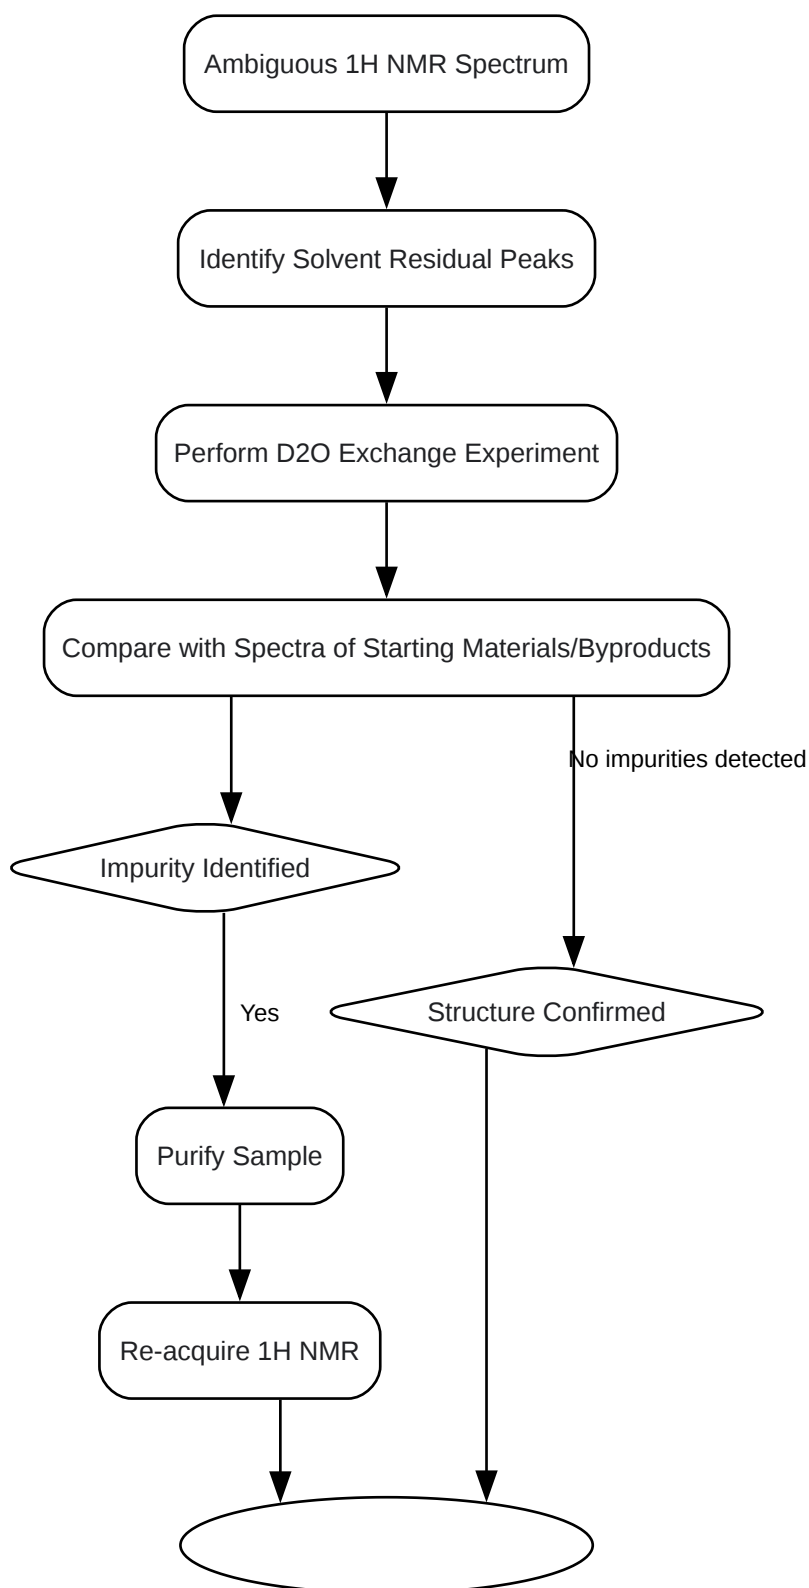 Ambiguous 1H NMR Spectrum
Identify Solvent Residual Peaks
Perform D2O Exchange Experiment
Compare with Spectra of Starting Materials/Byproducts
No impurities detected
Impurity Identified
Yes
Structure Confirmed
Purify Sample
Re-acquire 1H NMR